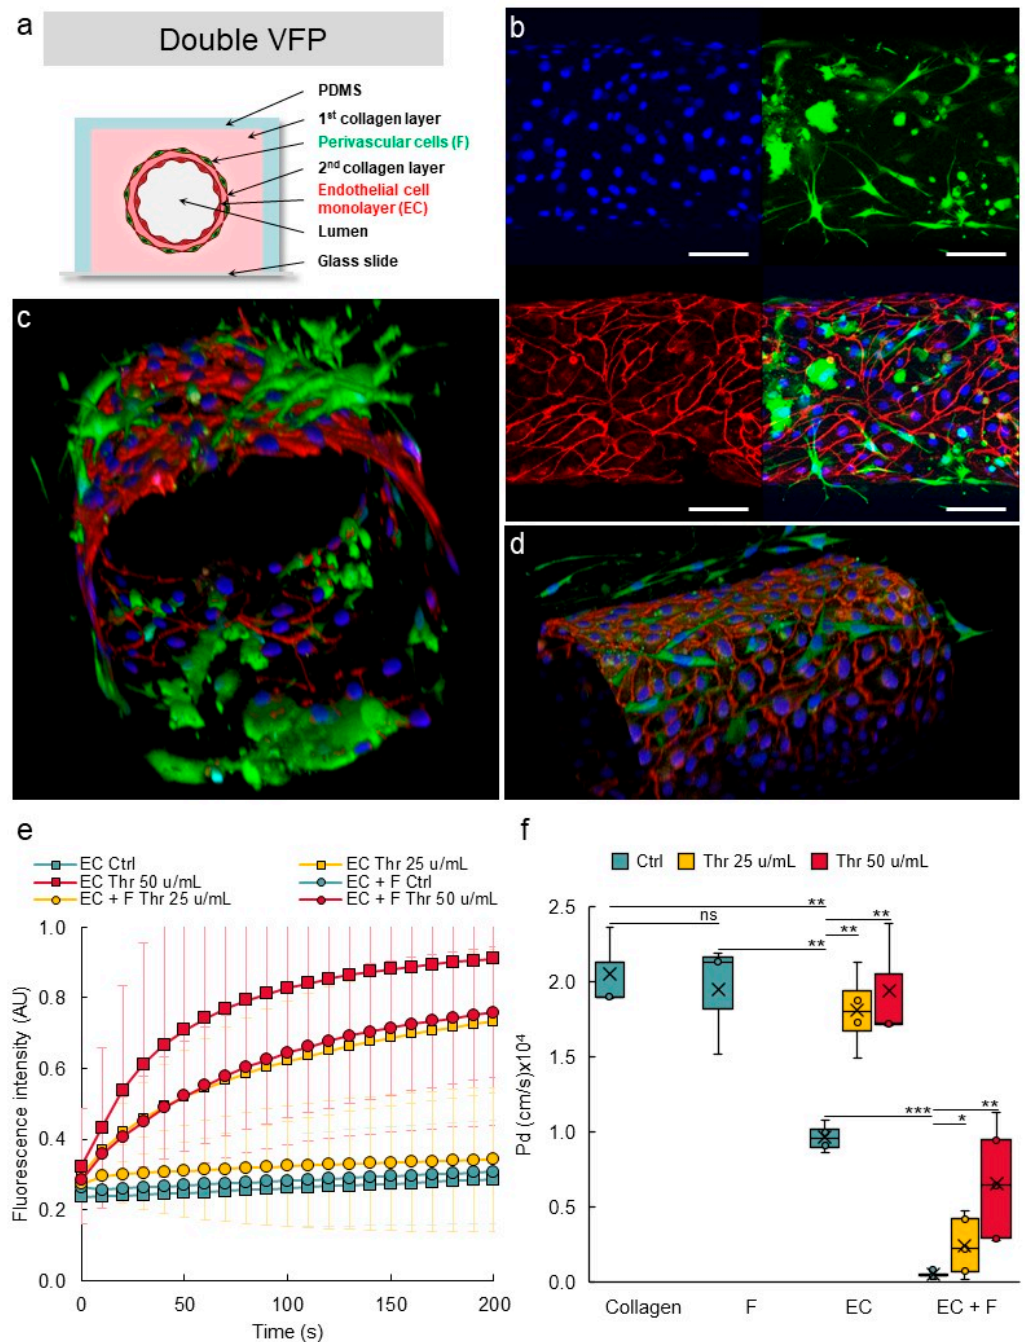 a
Double VFP
PDMS
1st collagen layer
Perivascular cells (F)
2nd collagen layer
Endothelial cell
monolayer (EC)
Lumen
Glass slide
b
c
d
e
EC Ctrl
EC Thr 25 u/mL
EC Thr 50 u/mL
EC + F Ctrl
EC + F Thr 25 u/mL
EC + F Thr 50 u/mL
Fluorescence intensity (AU)
1.0
0.8
0.6
0.4
0.2
0.0
0
50
100
150
200
Time (s)
f
Ctrl
Thr 25 u/mL
Thr 50 u/mL
Pd (cm/s)x10⁴
2.5
2.0
1.5
1.0
0.5
0.0
**
ns
**
**
**
***
**
*
Collagen
F
EC
EC + F